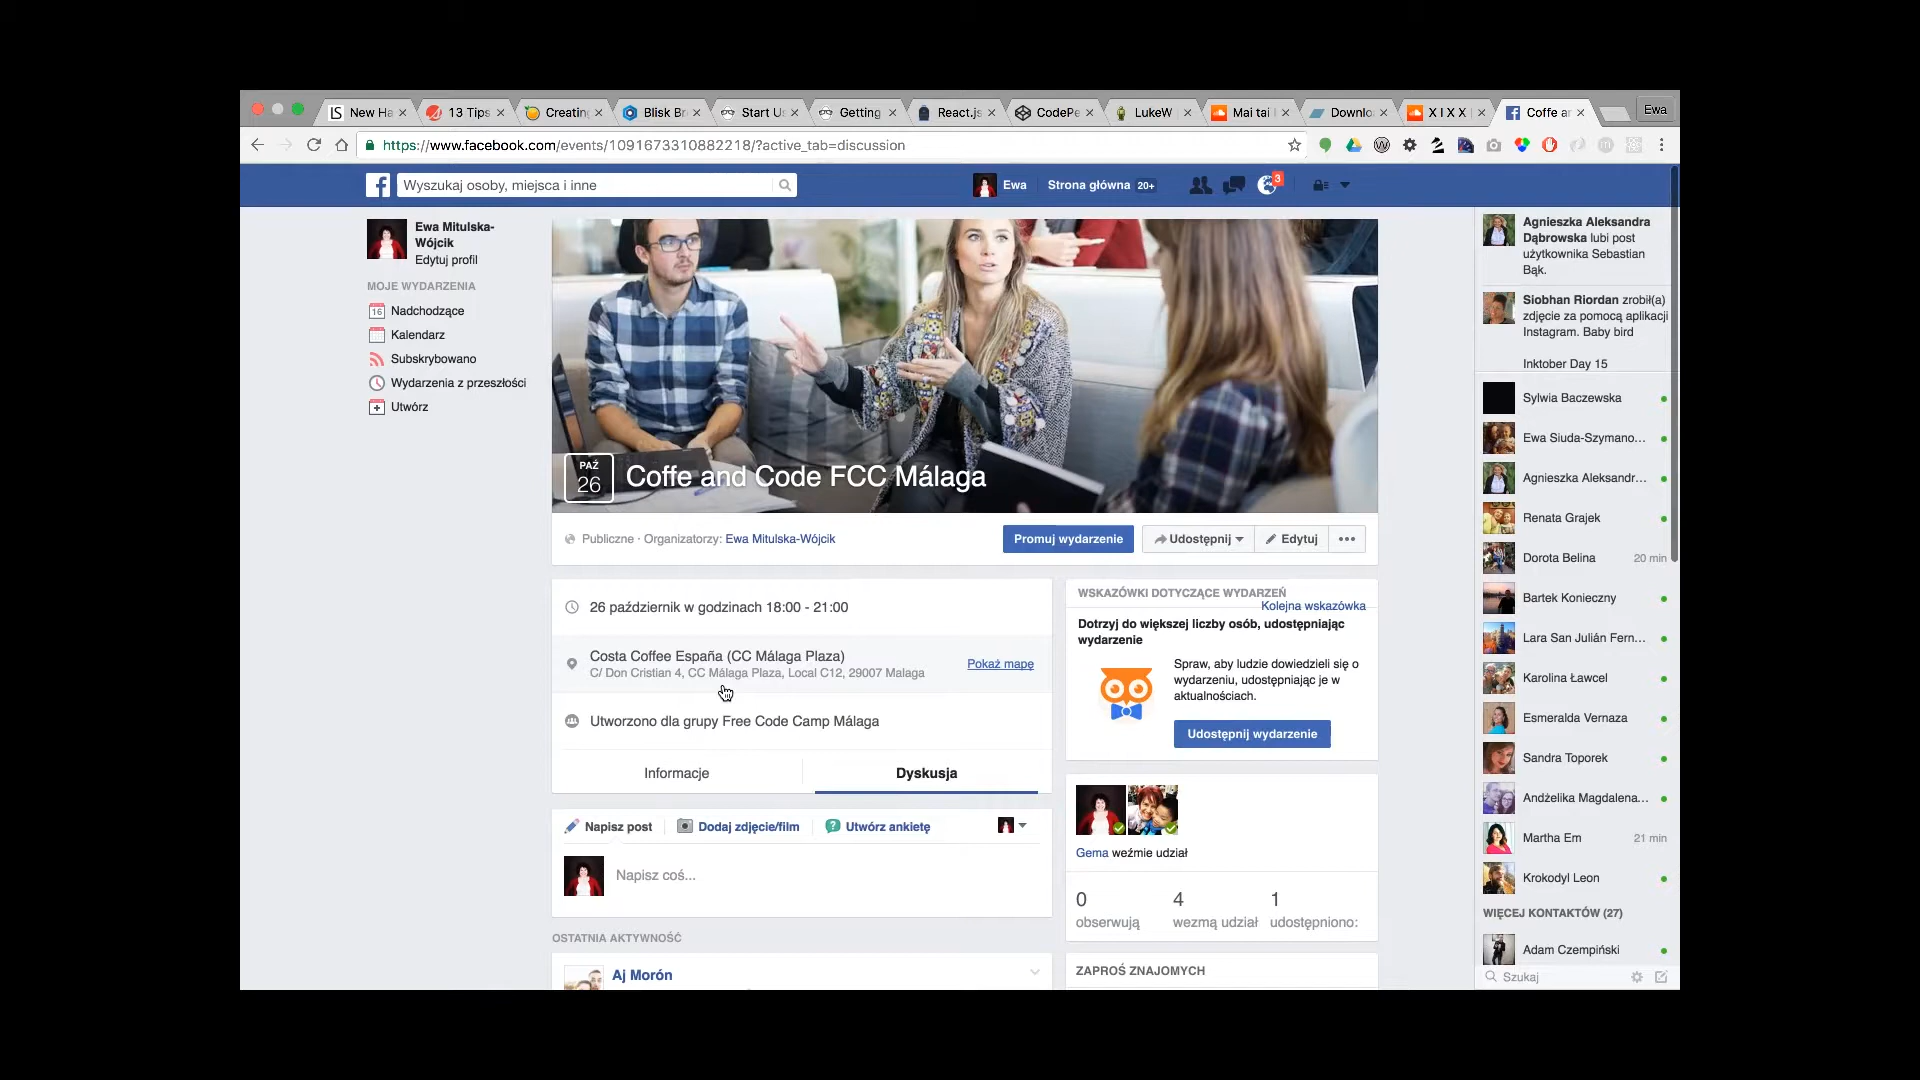 New Ha
13 Tips
Creating
Blisk Br
Start Us
Getting
React.js
CodePe
LukeW
Mai tai
Downlo
X I X X
Coffe ar
Ewa
https://www.facebook.com/events/1091673310882218/?active_tab=discussion
Wyszukaj osoby, miejsca i inne
Ewa
Strona główna 20+
3
Ewa Mitulska-
Wójcik
Edytuj profil
MOJE WYDARZENIA
16 Nadchodzące
Kalendarz
Subskrybowano
Wydarzenia z przeszłości
Utwórz
PAŹ
26
Coffe and Code FCC Málaga
Publiczne · Organizatorzy: Ewa Mitulska-Wójcik
Promuj wydarzenie
Udostępnij
Edytuj
26 październik w godzinach 18:00 - 21:00
Costa Coffee España (CC Málaga Plaza)
C/ Don Cristian 4, CC Málaga Plaza, Local C12, 29007 Malaga
Pokaż mapę
Utworzono dla grupy Free Code Camp Málaga
Informacje
Dyskusja
Napisz post
Dodaj zdjęcie/film
Utwórz ankietę
Napisz coś...
OSTATNIA AKTYWNOŚĆ
Aj Morón
WSKAZÓWKI DOTYCZĄCE WYDARZEŃ
Kolejna wskazówka
Dotrzyj do większej liczby osób, udostępniając
wydarzenie
Spraw, aby ludzie dowiedzieli się o
wydarzeniu, udostępniając je w
aktualnościach.
Udostępnij wydarzenie
Gema weźmie udział
0
obserwują
4
wezmą udział
1
udostępniono:
ZAPROŚ ZNAJOMYCH
Agnieszka Aleksandra
Dąbrowska lubi post
użytkownika Sebastian
Bąk.
Siobhan Riordan zrobił(a)
zdjęcie za pomocą aplikacji
Instagram. Baby bird
Inktober Day 15
Sylwia Baczewska
Ewa Siuda-Szymano...
Agnieszka Aleksandr...
Renata Grajek
Dorota Belina 20 min
Bartek Konieczny
Lara San Julián Fern...
Karolina Ławcel
Esmeralda Vernaza
Sandra Toporek
Andżelika Magdalena...
Martha Em 21 min
Krokodyl Leon
WIĘCEJ KONTAKTÓW (27)
Adam Czempiński
Szukaj